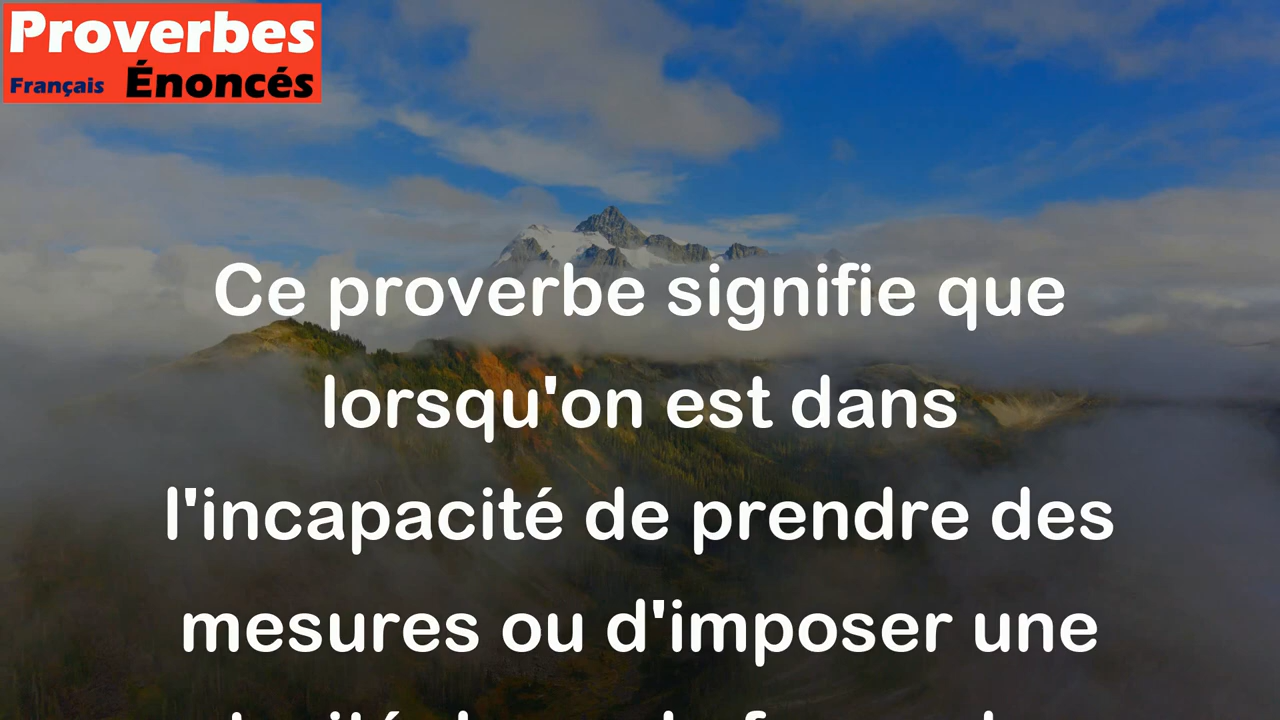 Proverbes
Français Énoncés
Ce proverbe signifie que
lorsqu'on est dans
l'incapacité de prendre des
mesures ou d'imposer une